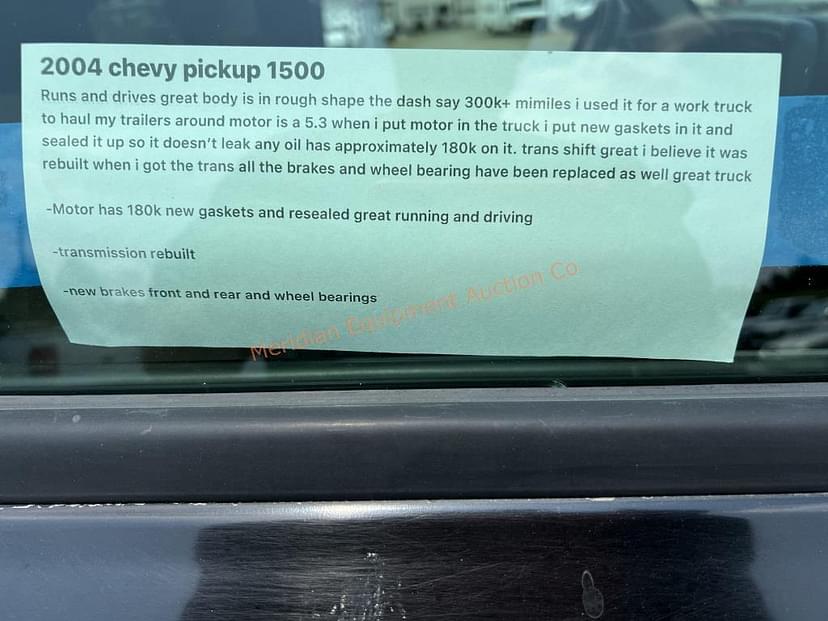 2004 chevy pickup 1500
Runs and drives great body is in rough shape the dash say 300k+ mimiles i used it for a work truck
to haul my trailers around motor is a 5.3 when i put motor in the truck i put new gaskets in it and
sealed it up so it doesn’t leak any oil has approximately 180k on it. trans shift great i believe it was
rebuilt when i got the trans all the brakes and wheel bearing have been replaced as well great truck
-Motor has 180k new gaskets and resealed great running and driving
-transmission rebuilt
-new brakes front and rear and wheel bearings
Meridian Equipment Auction Co